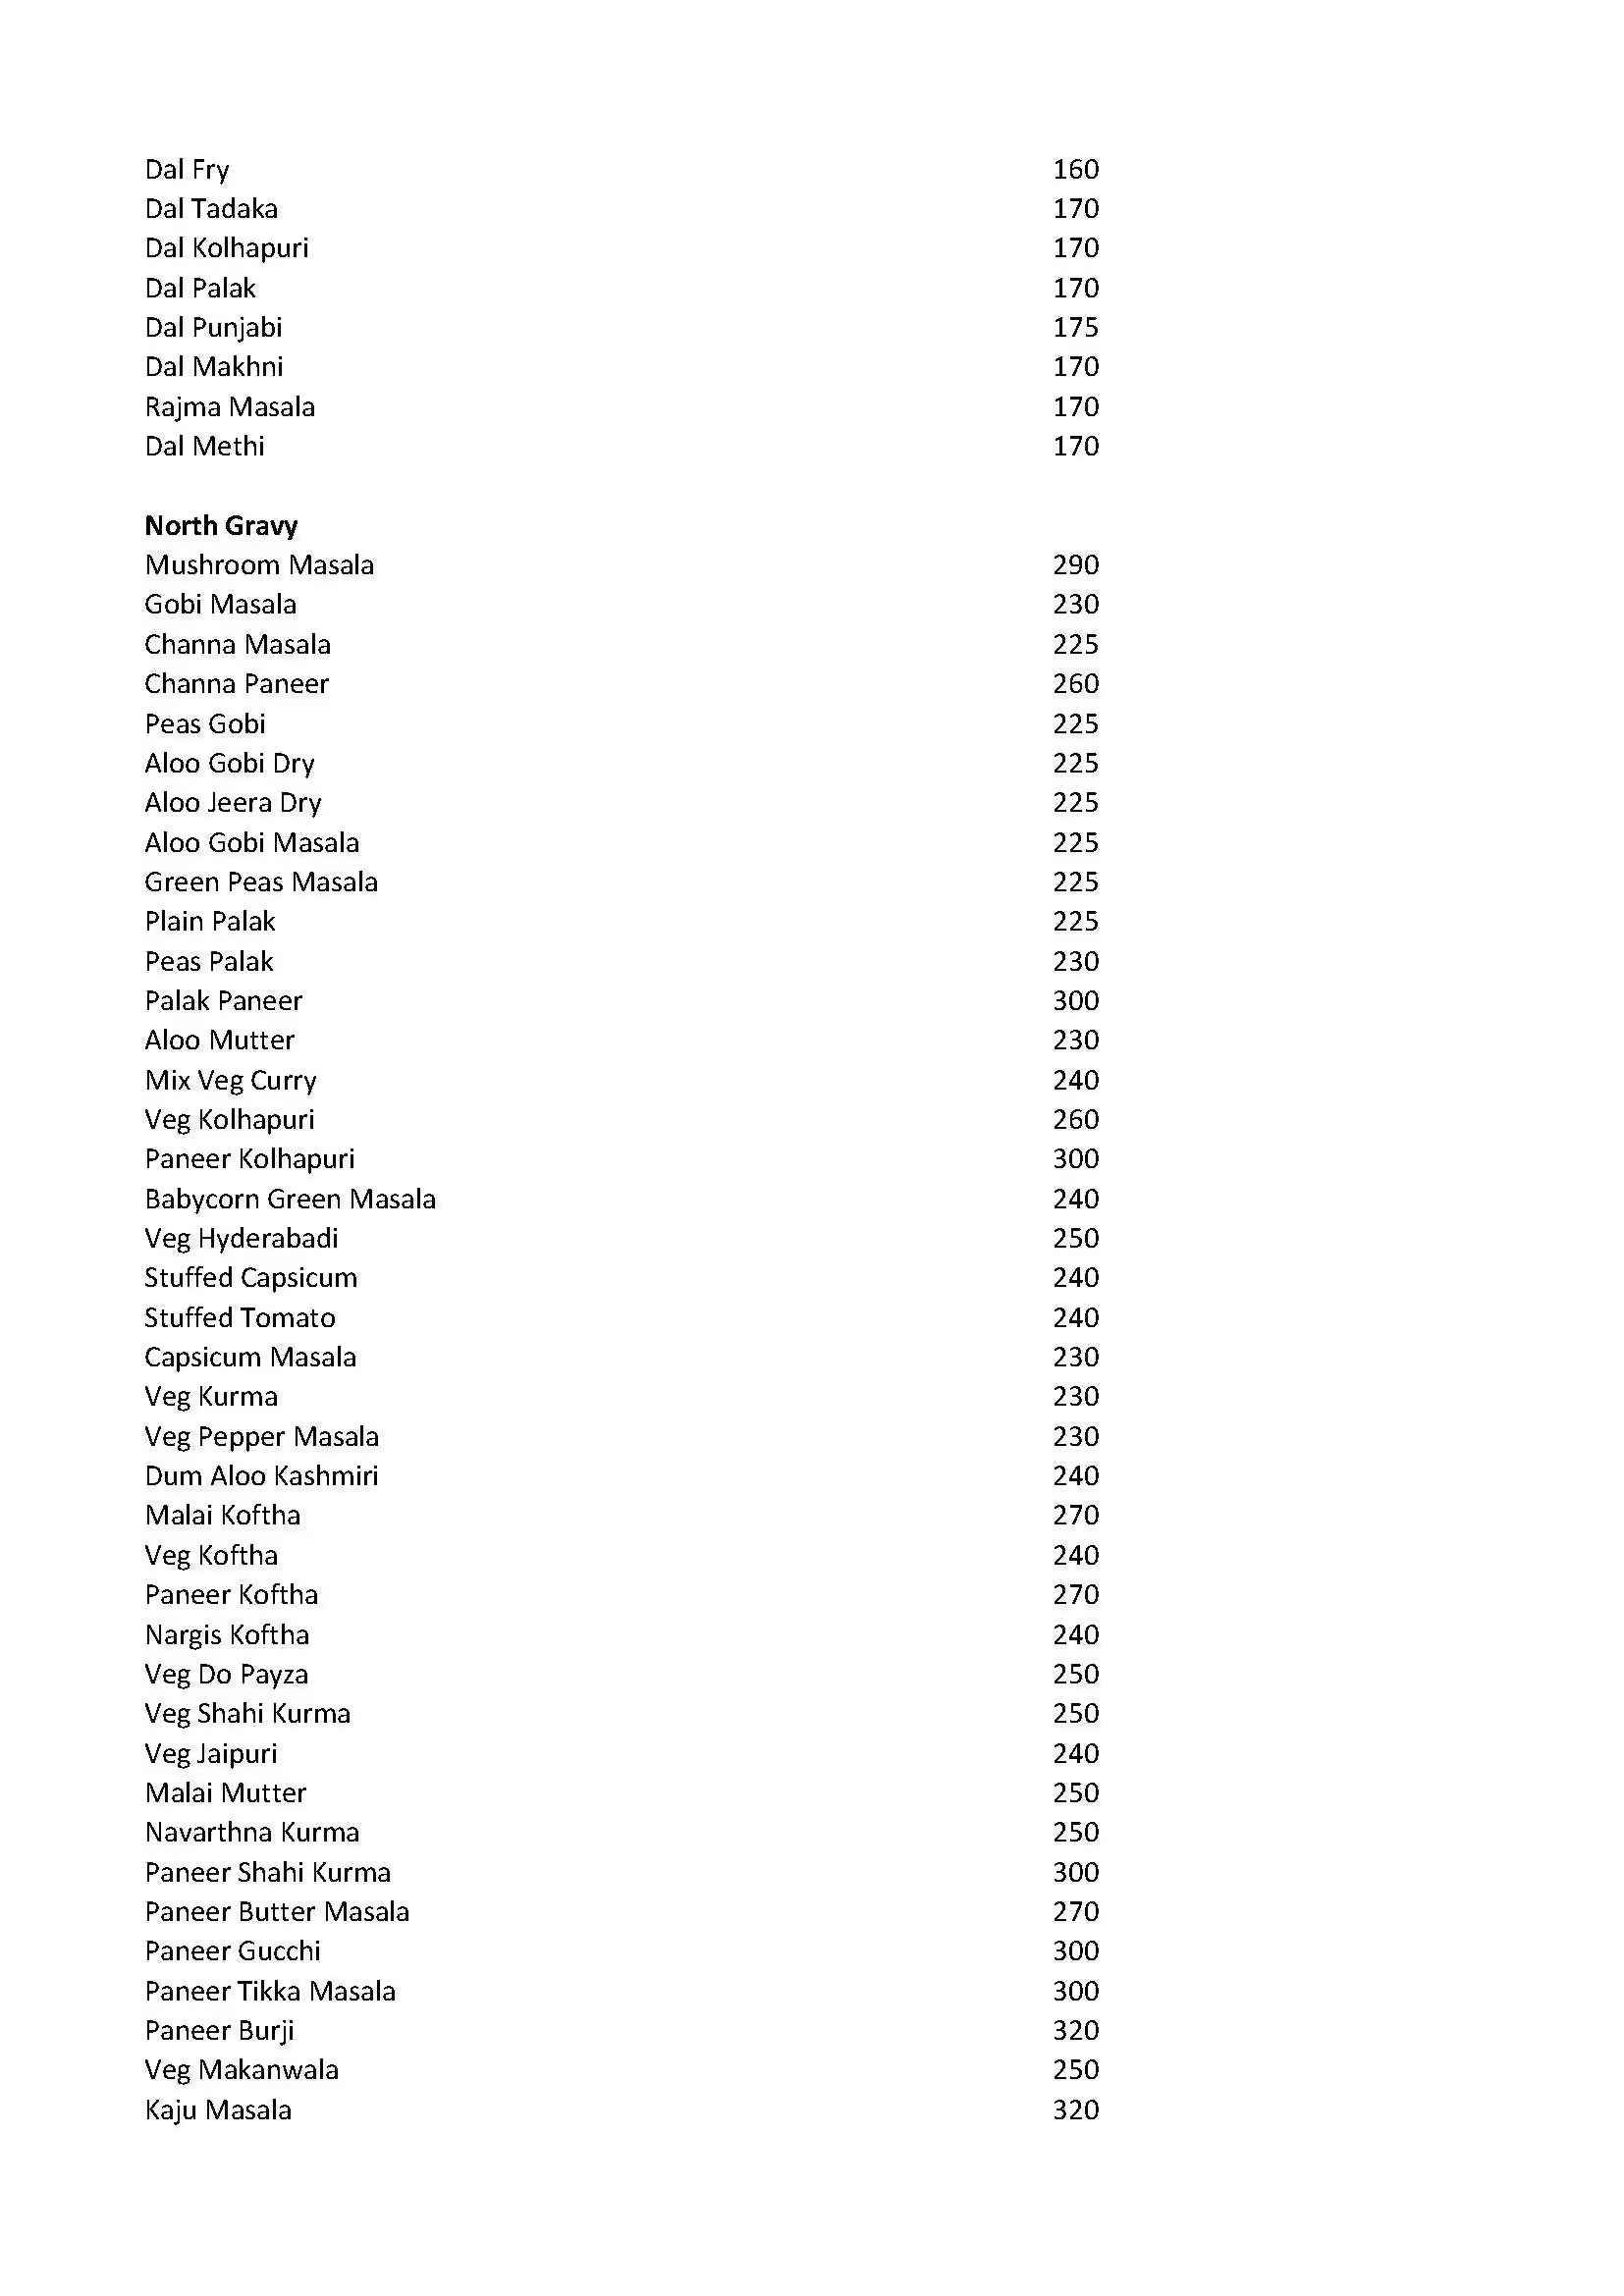 Dal Fry 160
Dal Tadaka 170
Dal Kolhapuri 170
Dal Palak 170
Dal Punjabi 175
Dal Makhni 170
Rajma Masala 170
Dal Methi 170
North Gravy
Mushroom Masala 290
Gobi Masala 230
Channa Masala 225
Channa Paneer 260
Peas Gobi 225
Aloo Gobi Dry 225
Aloo Jeera Dry 225
Aloo Gobi Masala 225
Green Peas Masala 225
Plain Palak 225
Peas Palak 230
Palak Paneer 300
Aloo Mutter 230
Mix Veg Curry 240
Veg Kolhapuri 260
Paneer Kolhapuri 300
Babycorn Green Masala 240
Veg Hyderabadi 250
Stuffed Capsicum 240
Stuffed Tomato 240
Capsicum Masala 230
Veg Kurma 230
Veg Pepper Masala 230
Dum Aloo Kashmiri 240
Malai Koftha 270
Veg Koftha 240
Paneer Koftha 270
Nargis Koftha 240
Veg Do Payza 250
Veg Shahi Kurma 250
Veg Jaipuri 240
Malai Mutter 250
Navarthna Kurma 250
Paneer Shahi Kurma 300
Paneer Butter Masala 270
Paneer Gucchi 300
Paneer Tikka Masala 300
Paneer Burji 320
Veg Makanwala 250
Kaju Masala 320